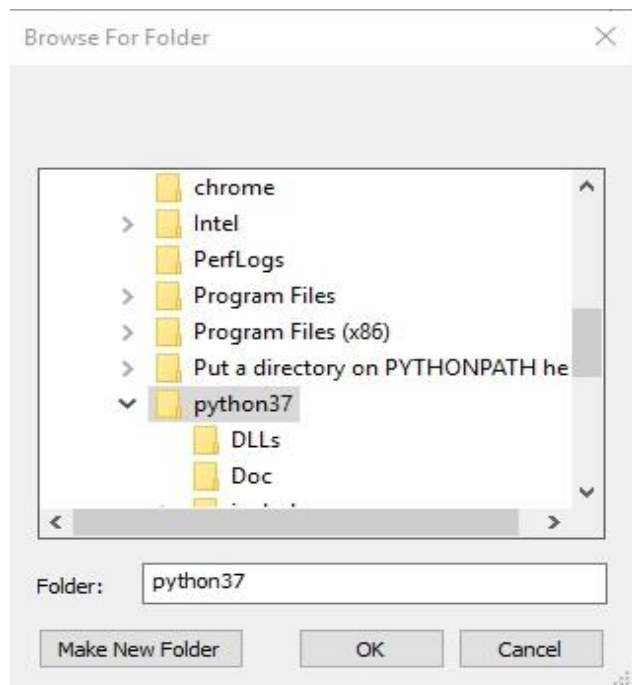 Browse For Folder
chrome
Intel
PerfLogs
Program Files
Program Files (x86)
Put a directory on PYTHONPATH he
python37
DLLs
Doc
Folder: python37
Make New Folder OK Cancel